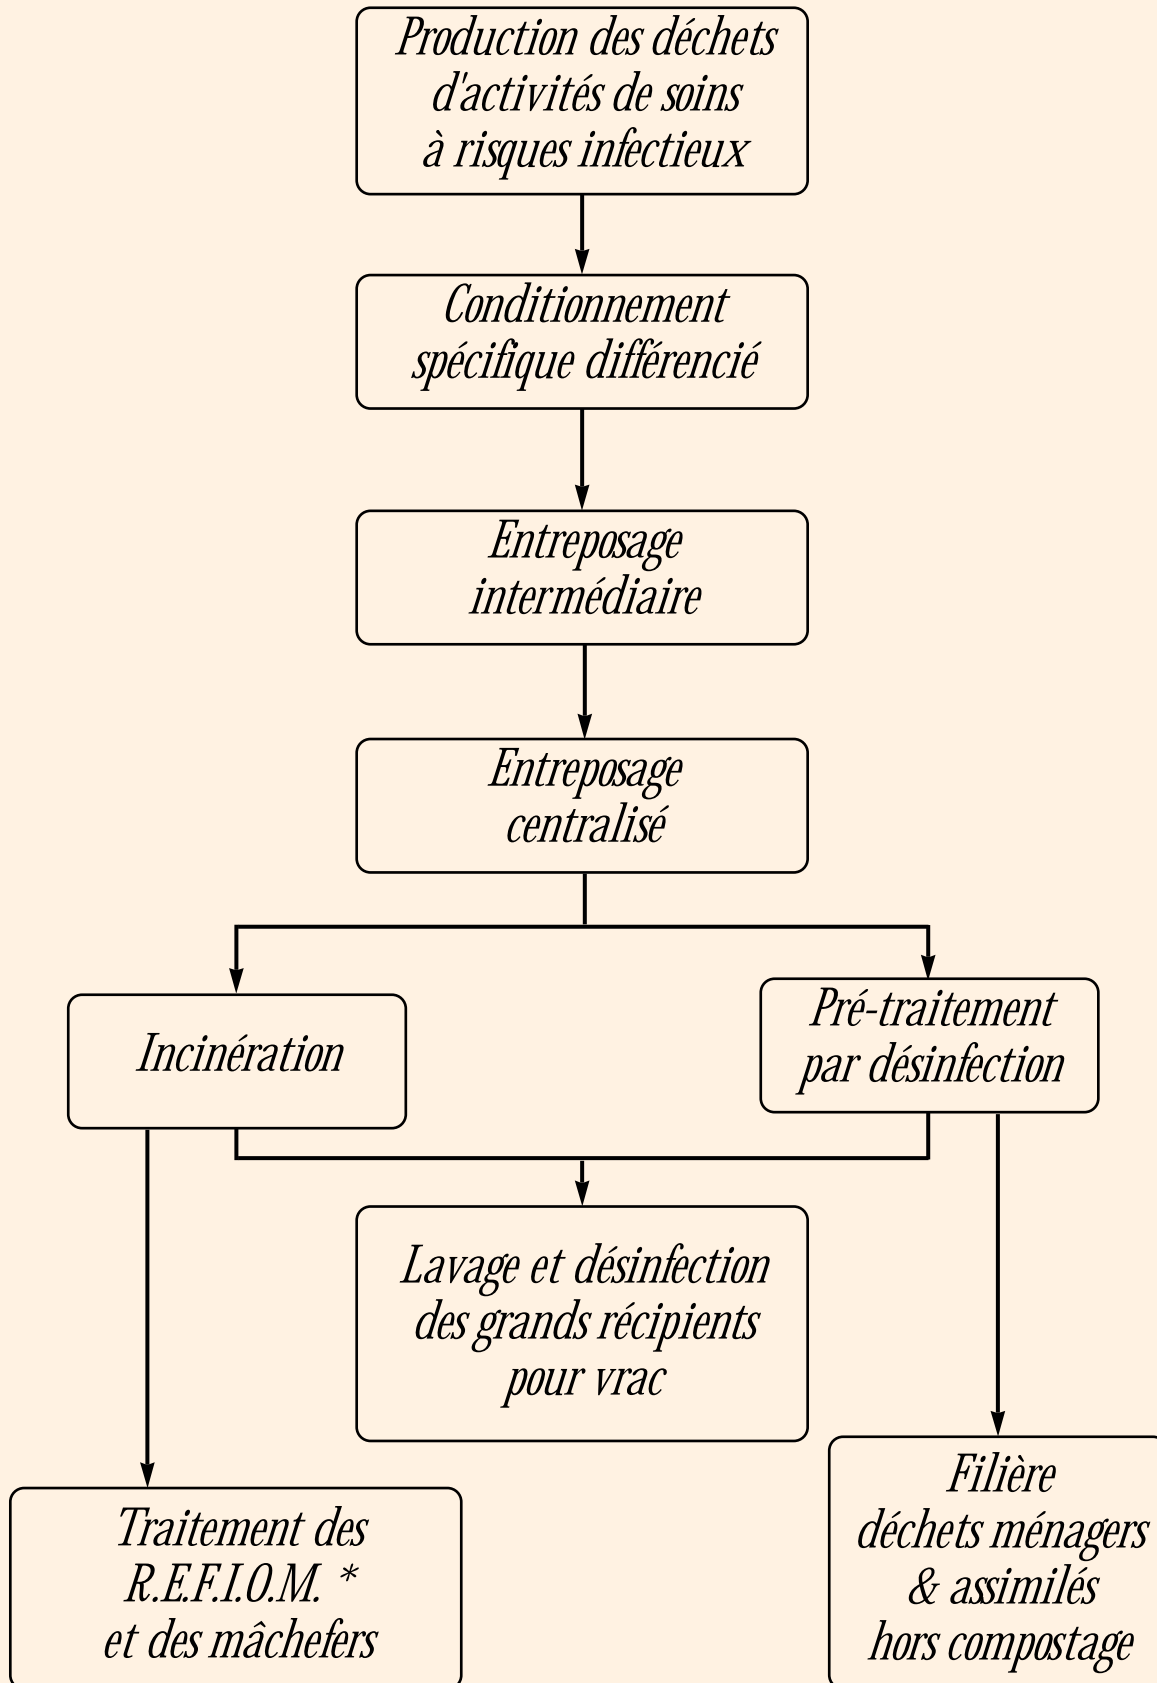 Production des déchets
d'activités de soins
à risques infectieux
Conditionnement
spécifique différencié
Entreposage
intermédiaire
Entreposage
centralisé
Incinération
Pré-traitement
par désinfection
Lavage et désinfection
des grands récipients
pour vrac
Traitement des
R.E.F.I.O.M. *
et des mâchefers
Filière
déchets ménagers
& assimilés
hors compostage